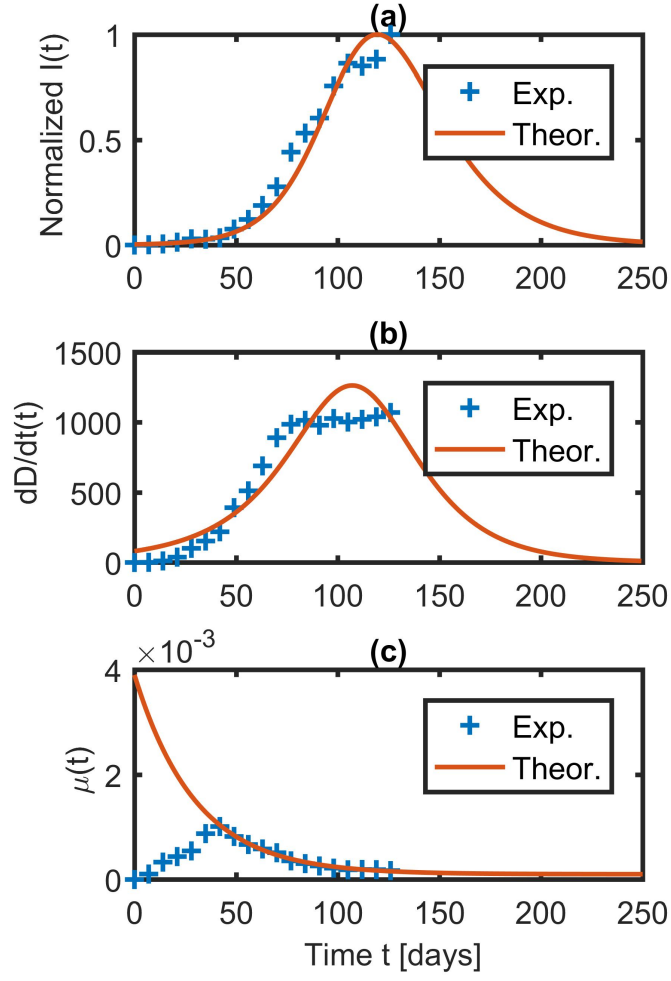 (a)
Normalized I(t)
1
0.5
0
Exp.
Theor.
0 50 100 150 200 250
(b)
dD/dt(t)
1500
1000
500
0
Exp.
Theor.
0 50 100 150 200 250
×10⁻³
(c)
μ(t)
4
2
0
Exp.
Theor.
0 50 100 150 200 250
Time t [days]